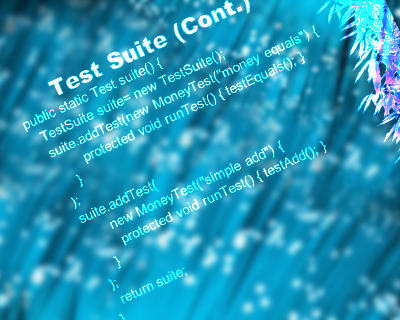 Test Suite (Cont.)
public static Test suite() {
TestSuite suite= new TestSuite();
suite.addTest(new MoneyTest("money equals") {
protected void runTest() { testEquals(); }
}
);
suite.addTest(
new MoneyTest("simple add") {
protected void runTest() { testAdd(); }
}
);
return suite;
}